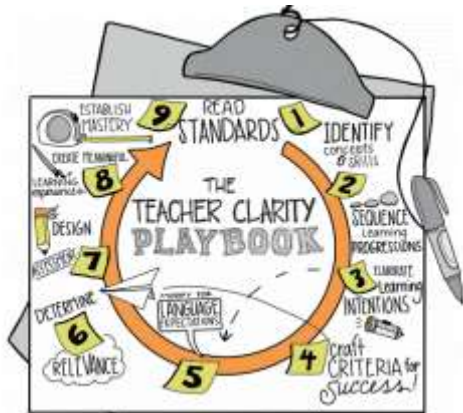 READ
STANDARDS
1
IDENTIFY
concepts
& SKILLS
2
SEQUENCE
Learning
PROGRESSIONS
3
ELABORATE
Learning
INTENTIONS
4
craft
CRITERIA for
Success!
5
LANGUAGE
EXPECTATIONS
6
DETERMINE
RELEVANCE
7
DESIGN
ASSESSMENTS
8
CREATE MEANINGFUL
LEARNING experiences
9
ESTABLISH
MASTERY
THE
TEACHER CLARITY
PLAYBOOK